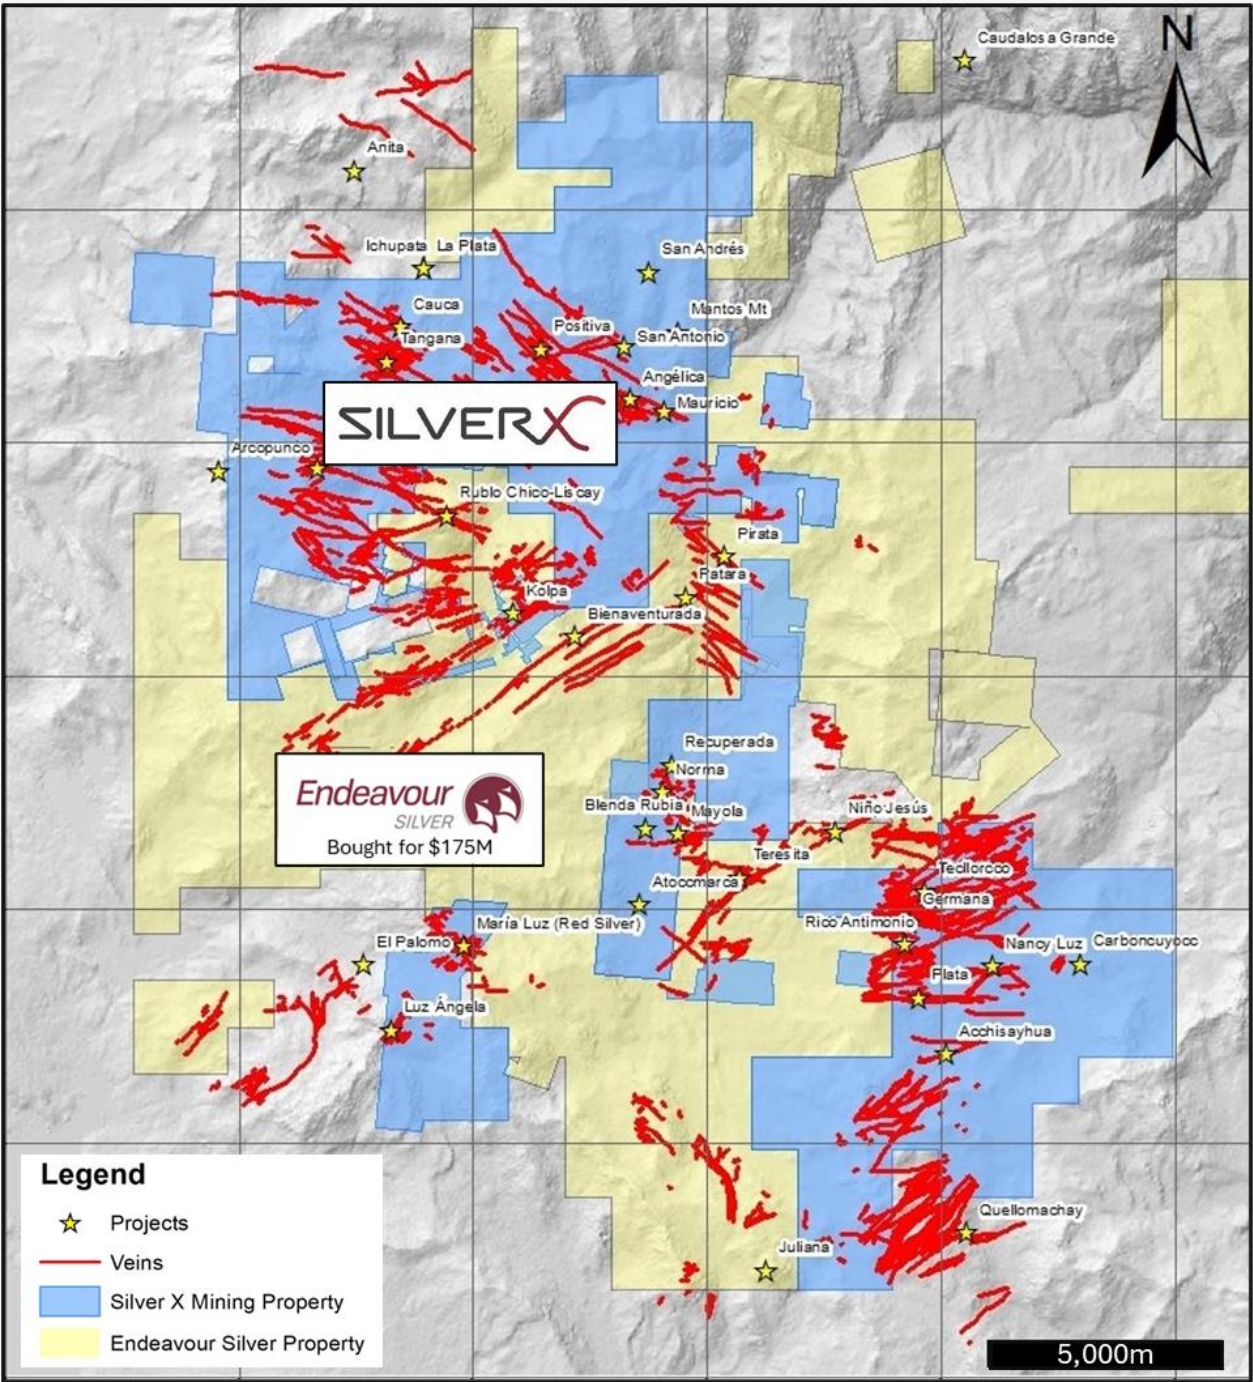 N
Caudalosa Grande
Anita
Ichupata La Plata
San Andrés
Cauca
Mantos Mt
Positiva
San Antonio
Tangana
Angélica
Mauricio
SILVERX
Arcopunco
Rublo Chico-Liscay
Pirata
Patara
Kolpa
Bienaventurada
Recuperada
Norma
Endeavour
SILVER
Bought for $175M
Blenda Rubia
Mayola
Niño Jesús
Teresita
Tecllorcco
Atoccmarca
Germana
María Luz (Red Silver)
Rico Antimonio
El Palomo
Nancy Luz
Carboncuyocc
Plata
Luz Ángela
Acchisayhua
Legend
Projects
Veins
Silver X Mining Property
Endeavour Silver Property
Quellomachay
Juliana
5,000m